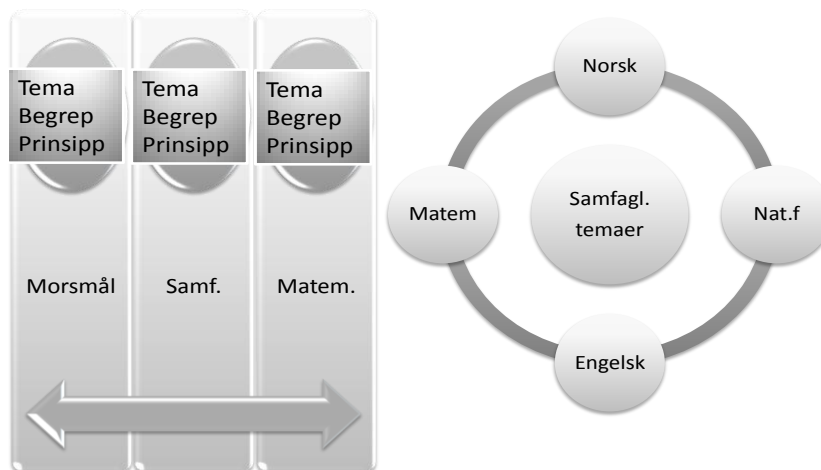 Tema
Begrep
Prinsipp
Tema
Begrep
Prinsipp
Tema
Begrep
Prinsipp
Morsmål
Samf.
Matem.
Norsk
Matem
Samfagl.
temaer
Nat.f
Engelsk